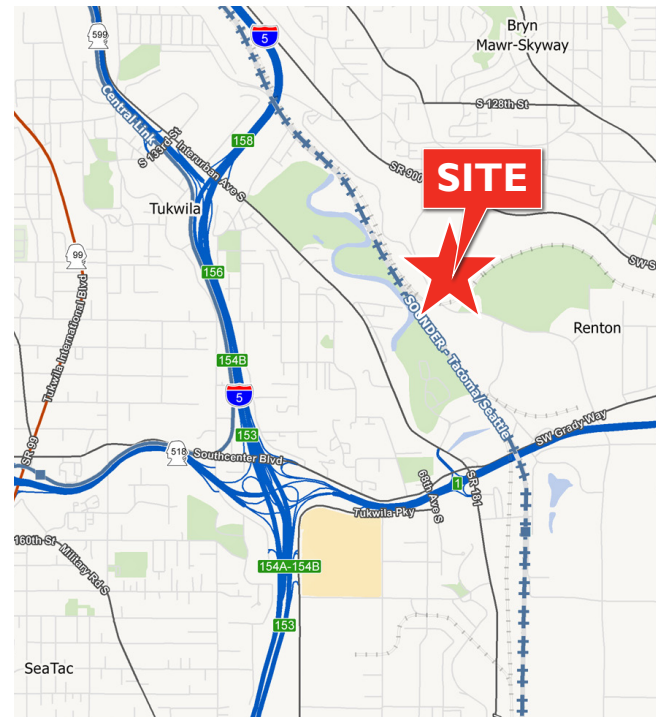 Bryn
Mawr-Skyway
599
5
S 128th St
Central Link
S 133rd St
Interurban Ave S
158
SR 900
SITE
Tukwila
99
156
SW S
Tukwila International Blvd
SOUNDER - Tacoma/Seattle
Renton
154B
5
SW Grady Way
153
SR 99
518
Southcenter Blvd
68th Ave S
SR 181
1
Tukwila Pky
160th St
Military Rd S
154A-154B
153
SeaTac